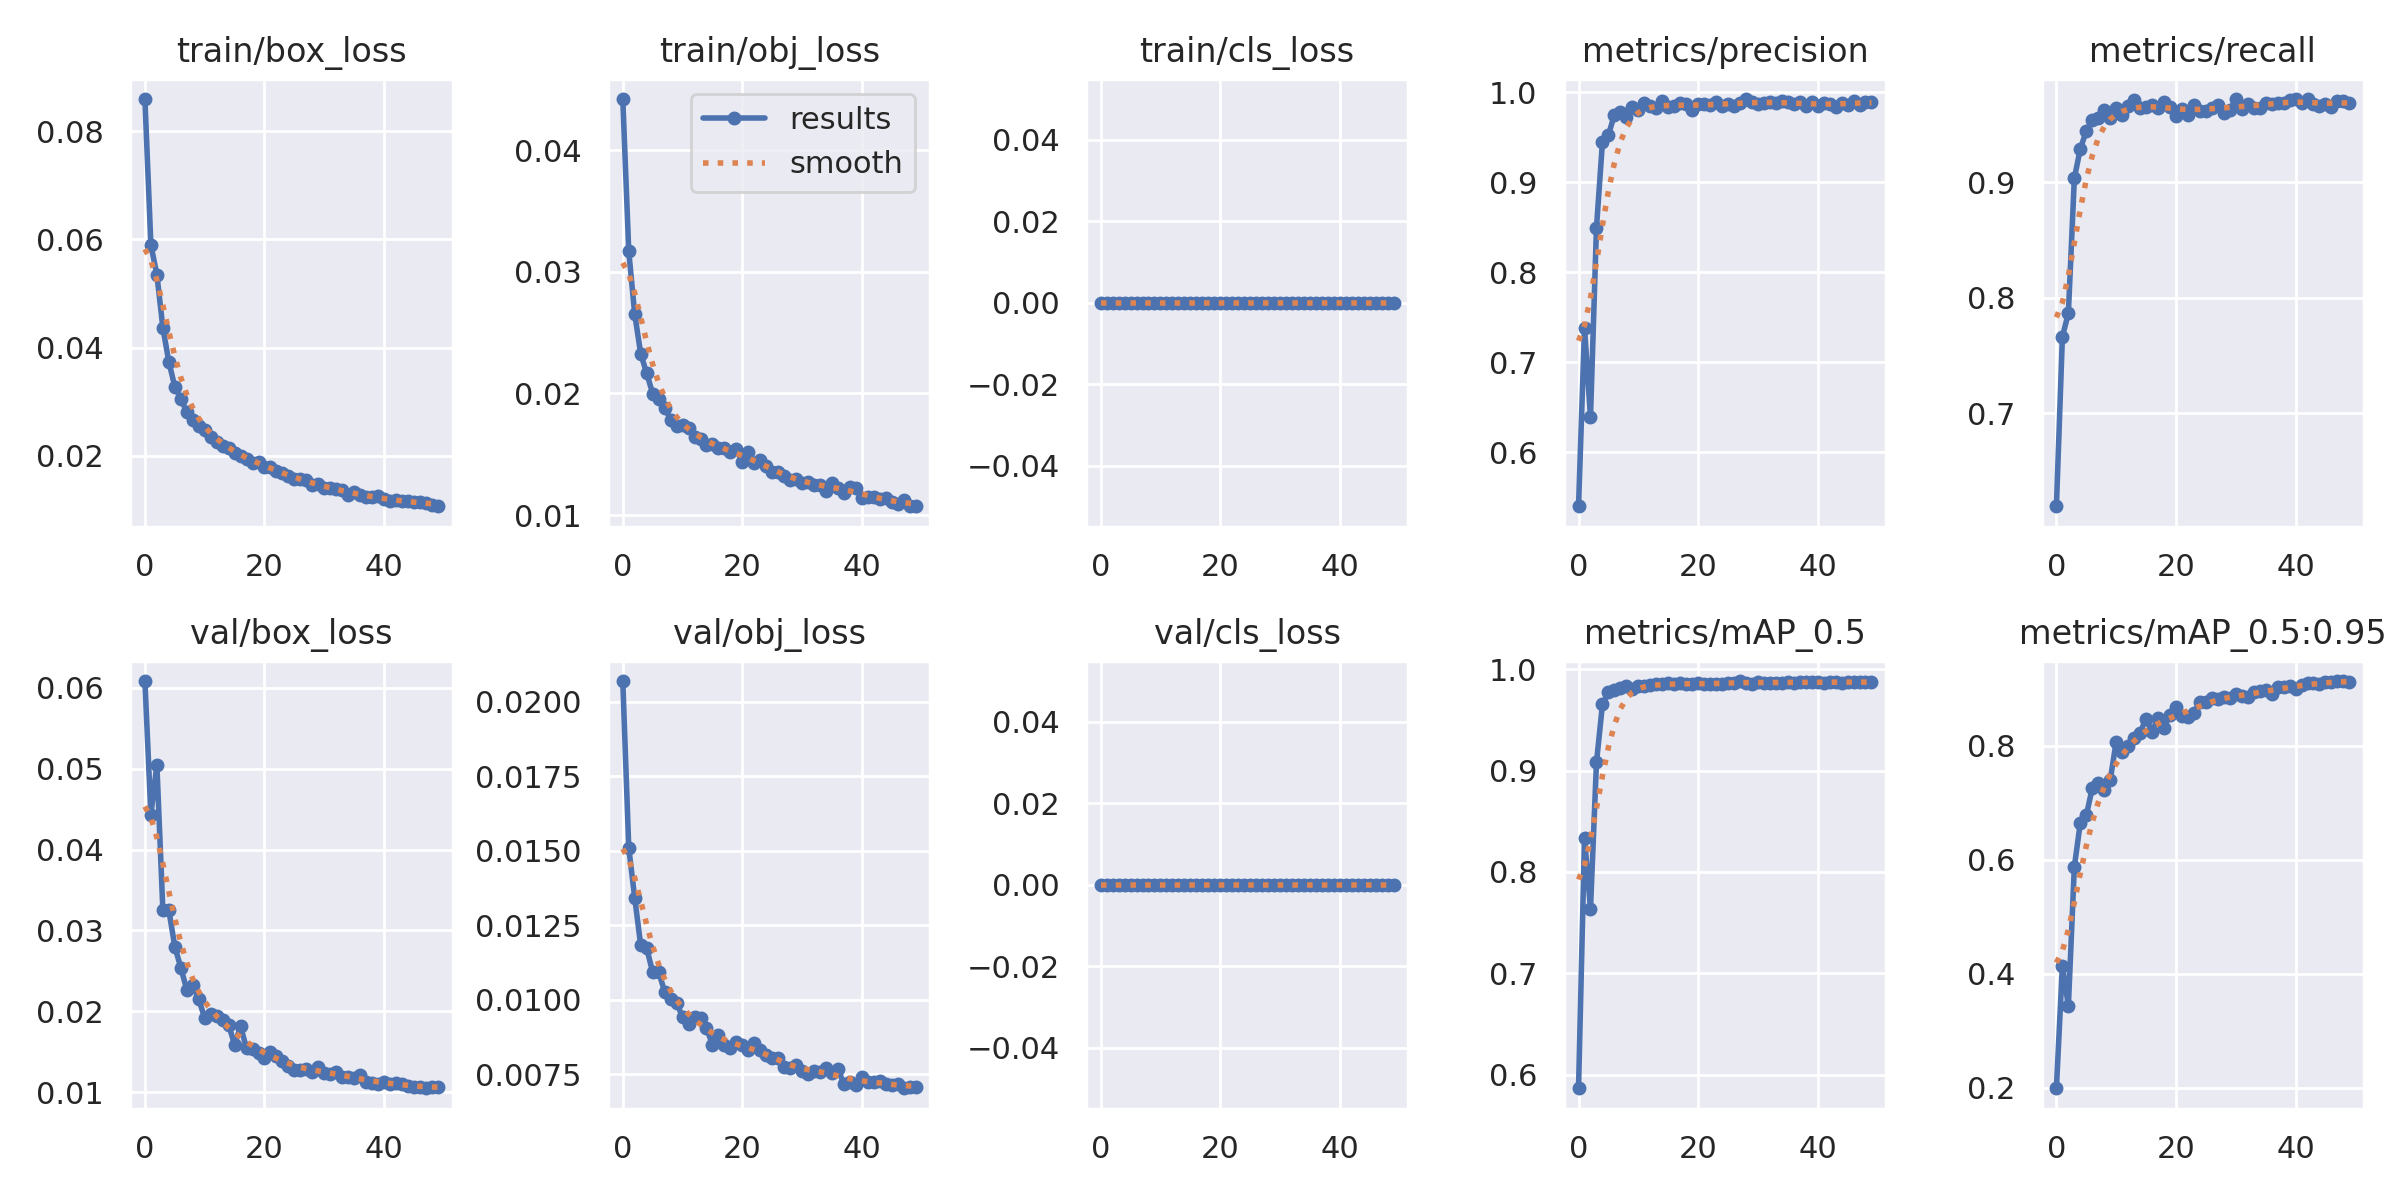 train/box_loss
train/obj_loss
train/cls_loss
metrics/precision
metrics/recall
0.08
0.06
0.04
0.02
0 20 40
results
smooth
0.04
0.03
0.02
0.01
0 20 40
0.04
0.02
0.00
−0.02
−0.04
0 20 40
1.0
0.9
0.8
0.7
0.6
0 20 40
0.9
0.8
0.7
0 20 40
val/box_loss
val/obj_loss
val/cls_loss
metrics/mAP_0.5
metrics/mAP_0.5:0.95
0.06
0.05
0.04
0.03
0.02
0.01
0 20 40
0.0200
0.0175
0.0150
0.0125
0.0100
0.0075
0 20 40
0.04
0.02
0.00
−0.02
−0.04
0 20 40
1.0
0.9
0.8
0.7
0.6
0 20 40
0.8
0.6
0.4
0.2
0 20 40